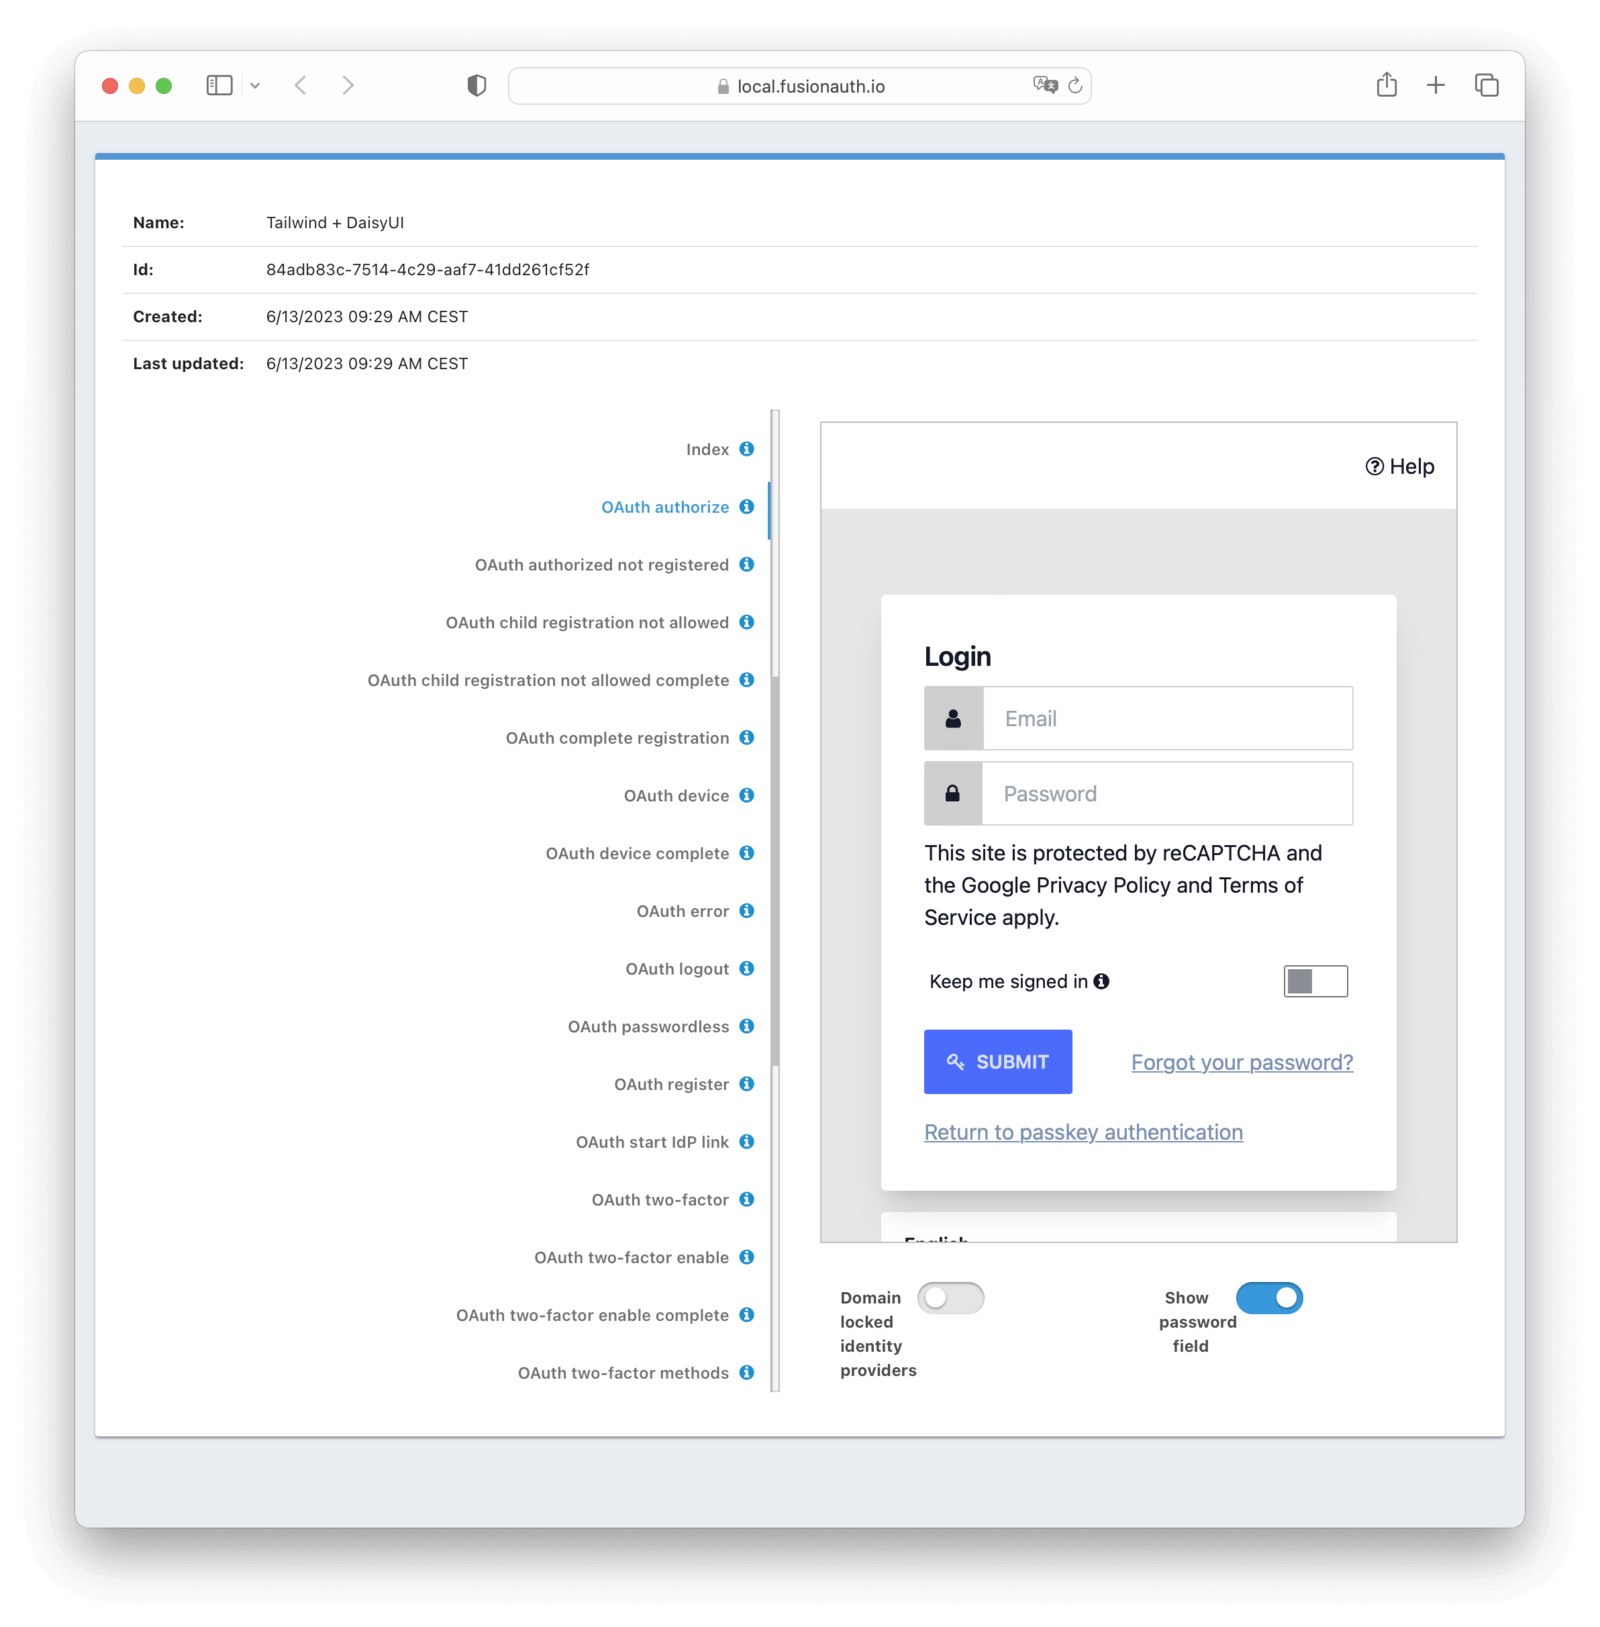 local.fusionauth.io
Name: Tailwind + DaisyUI
Id: 84adb83c-7514-4c29-aaf7-41dd261cf52f
Created: 6/13/2023 09:29 AM CEST
Last updated: 6/13/2023 09:29 AM CEST
Index
OAuth authorize
OAuth authorized not registered
OAuth child registration not allowed
OAuth child registration not allowed complete
OAuth complete registration
OAuth device
OAuth device complete
OAuth error
OAuth logout
OAuth passwordless
OAuth register
OAuth start IdP link
OAuth two-factor
OAuth two-factor enable
OAuth two-factor enable complete
OAuth two-factor methods
Help
Login
Email
Password
This site is protected by reCAPTCHA and
the Google Privacy Policy and Terms of
Service apply.
Keep me signed in
SUBMIT
Forgot your password?
Return to passkey authentication
English
Domain
locked
identity
providers
Show
password
field